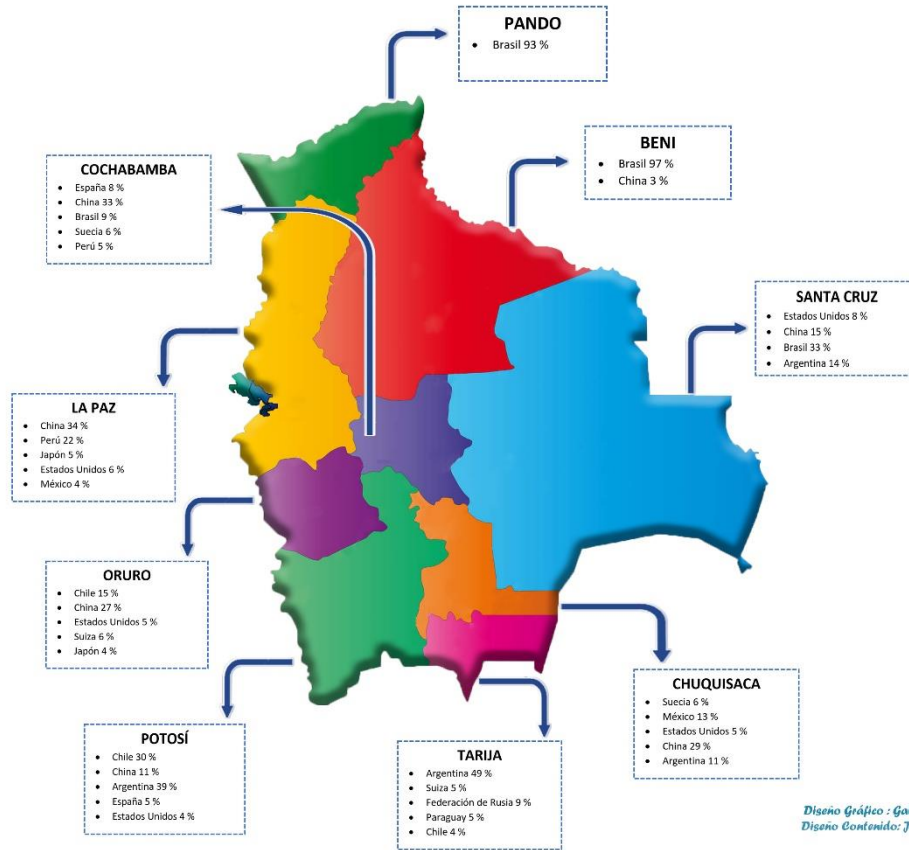 PANDO
• Brasil 93 %
BENI
• Brasil 97 %
• China 3 %
COCHABAMBA
• España 8 %
• China 33 %
• Brasil 9 %
• Suecia 6 %
• Perú 5 %
SANTA CRUZ
• Estados Unidos 8 %
• China 15 %
• Brasil 33 %
• Argentina 14 %
LA PAZ
• China 34 %
• Perú 22 %
• Japón 5 %
• Estados Unidos 6 %
• México 4 %
ORURO
• Chile 15 %
• China 27 %
• Estados Unidos 5 %
• Suiza 6 %
• Japón 4 %
CHUQUISACA
• Suecia 6 %
• México 13 %
• Estados Unidos 5 %
• China 29 %
• Argentina 11 %
POTOSÍ
• Chile 30 %
• China 11 %
• Argentina 39 %
• España 5 %
• Estados Unidos 4 %
TARIJA
• Argentina 49 %
• Suiza 5 %
• Federación de Rusia 9 %
• Paraguay 5 %
• Chile 4 %
Diseño Gráfico :
Diseño Contenido: